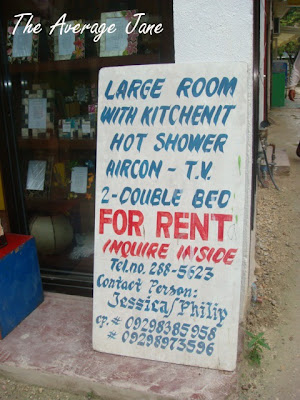 The Average Jane
LARGE ROOM
WITH KITCHENIT
HOT SHOWER
AIRCON - T.V.
2-DOUBLE BED
FOR RENT
INQUIRE INSIDE
Tel.no. 288-5623
Contact Person:
Jessica/Philip
cp.# 09298385958
# 09298973596